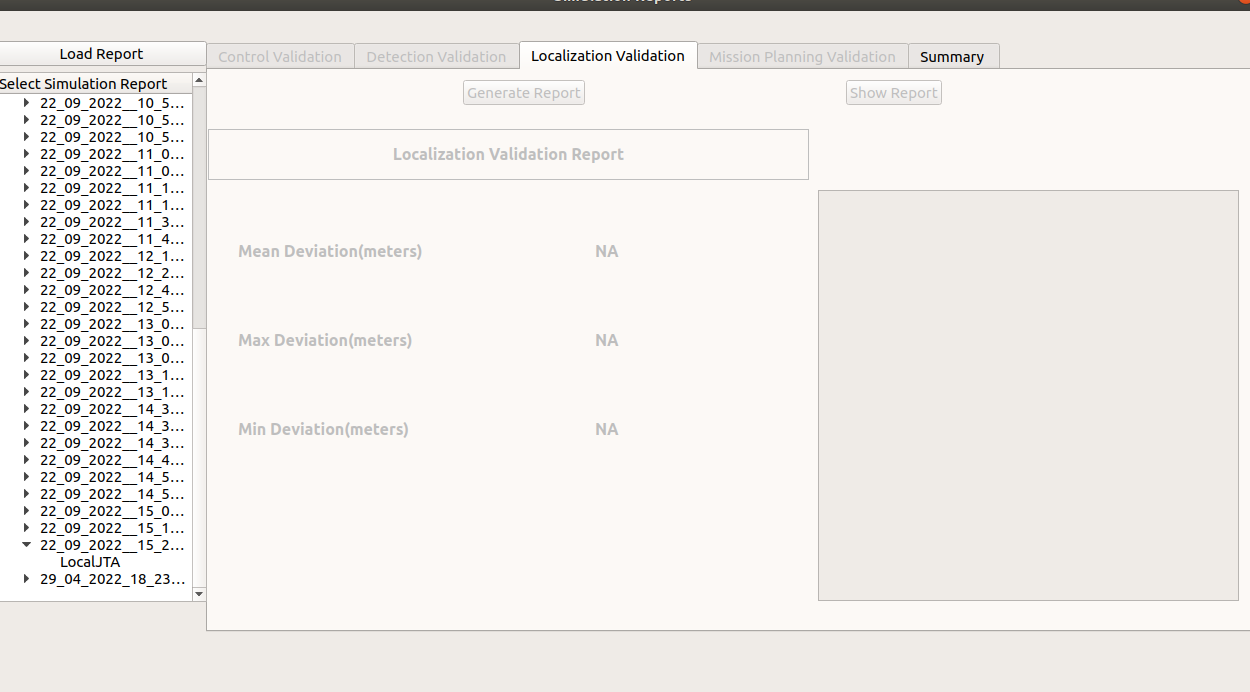 Load Report
Control Validation
Detection Validation
Localization Validation
Mission Planning Validation
Summary
Select Simulation Report
22_09_2022__10_5...
22_09_2022__10_5...
22_09_2022__10_5...
22_09_2022__11_0...
22_09_2022__11_0...
22_09_2022__11_1...
22_09_2022__11_1...
22_09_2022__11_3...
22_09_2022__11_4...
22_09_2022__12_1...
22_09_2022__12_2...
22_09_2022__12_4...
22_09_2022__12_5...
22_09_2022__13_0...
22_09_2022__13_0...
22_09_2022__13_0...
22_09_2022__13_1...
22_09_2022__13_1...
22_09_2022__14_3...
22_09_2022__14_3...
22_09_2022__14_3...
22_09_2022__14_4...
22_09_2022__14_5...
22_09_2022__14_5...
22_09_2022__15_0...
22_09_2022__15_1...
22_09_2022__15_2...
LocalJTA
29_04_2022_18_23...
Generate Report
Show Report
Localization Validation Report
Mean Deviation(meters) NA
Max Deviation(meters) NA
Min Deviation(meters) NA